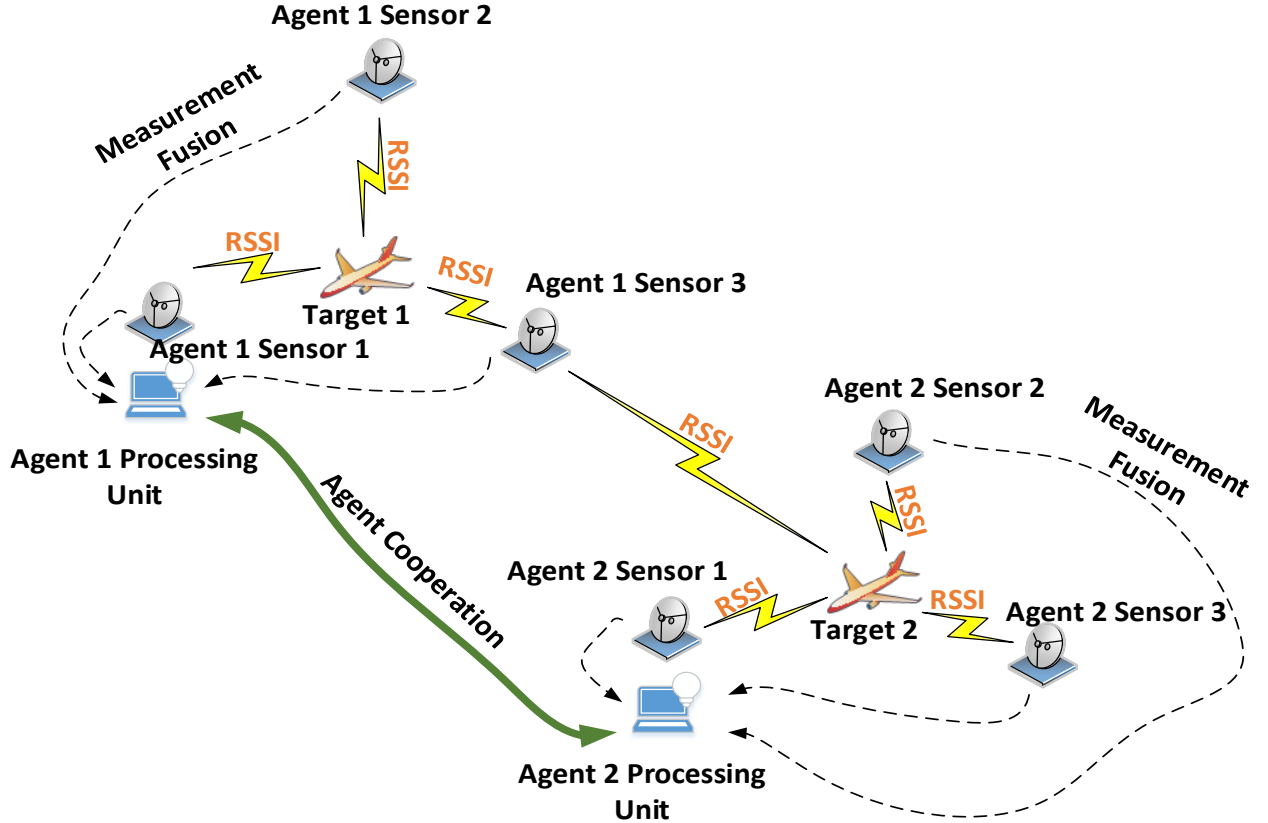 Agent 1 Sensor 2
Measurement
Fusion
RSSI
RSSI
RSSI
Agent 1 Sensor 3
Target 1
Agent 1 Sensor 1
Agent 2 Sensor 2
Measurement
Fusion
RSSI
Agent 1 Processing
Unit
RSSI
Agent Cooperation
Agent 2 Sensor 1
RSSI
RSSI
Agent 2 Sensor 3
Target 2
Agent 2 Processing
Unit